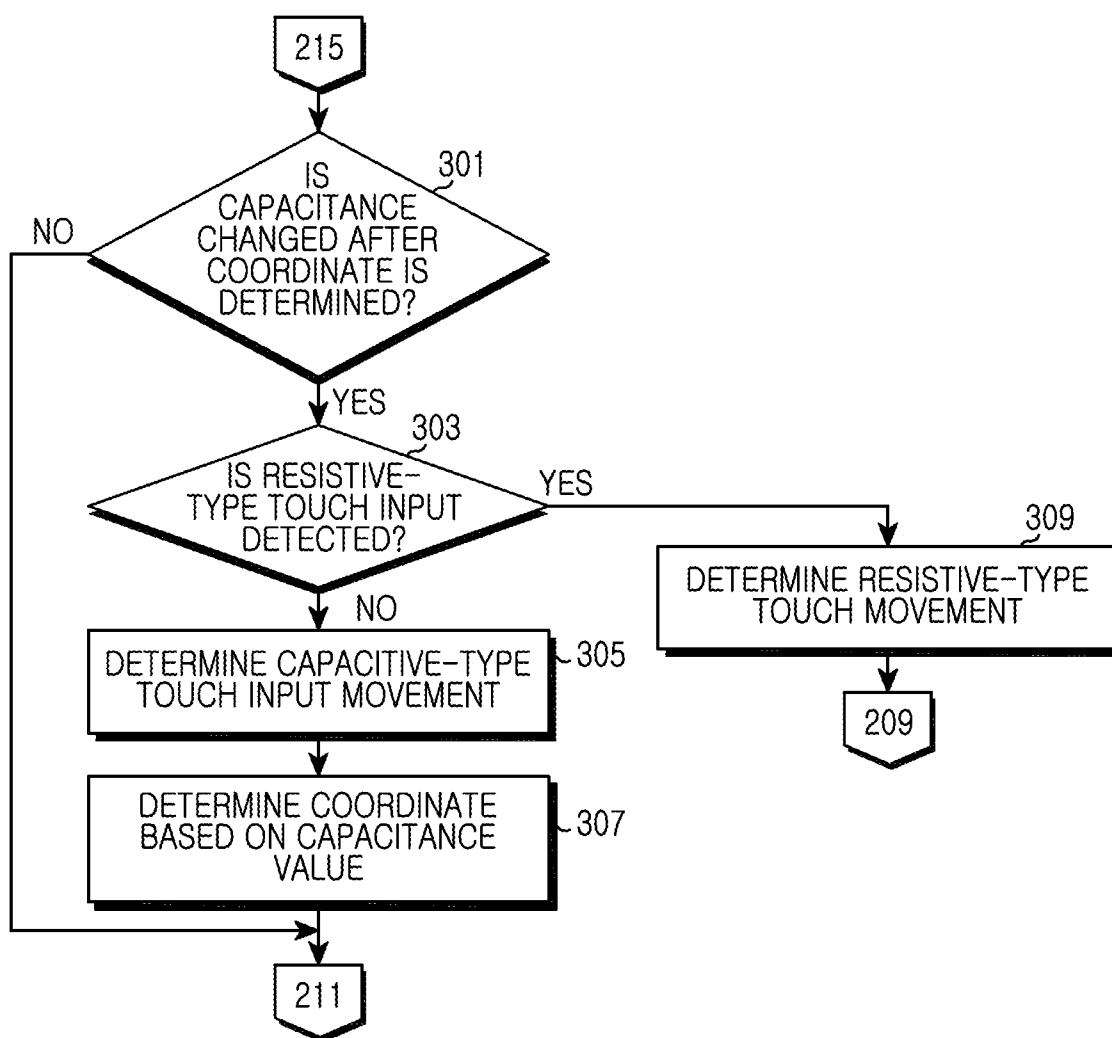 215
301
IS
CAPACITANCE
CHANGED AFTER
COORDINATE IS
DETERMINED?
NO
YES
303
IS RESISTIVE-
TYPE TOUCH INPUT
DETECTED?
YES
309
DETERMINE RESISTIVE-TYPE
TOUCH MOVEMENT
209
NO
DETERMINE CAPACITIVE-TYPE
TOUCH INPUT MOVEMENT
305
DETERMINE COORDINATE
BASED ON CAPACITANCE
VALUE
307
211